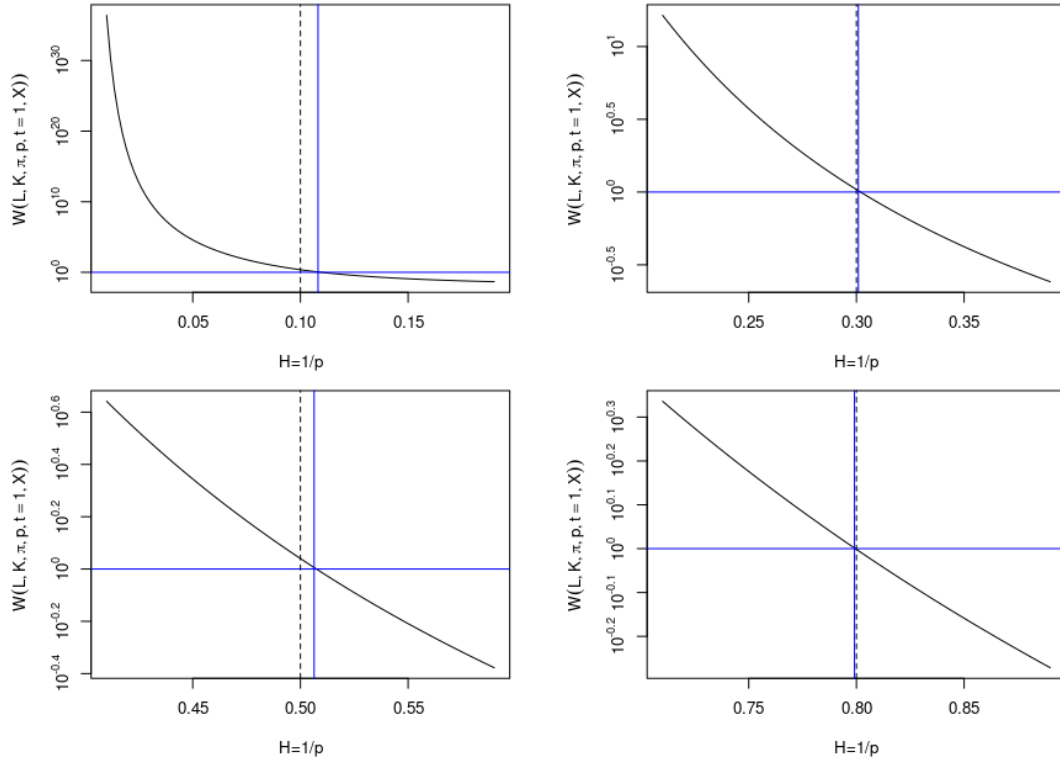 W(L, K, π, p, t = 1, X))
10^30
10^20
10^10
10^0
0.05 0.10 0.15
H=1/p
W(L, K, π, p, t = 1, X))
10^1
10^0.5
10^0
10^-0.5
0.25 0.30 0.35
H=1/p
W(L, K, π, p, t = 1, X))
10^0.6
10^0.4
10^0.2
10^0
10^-0.2
10^-0.4
0.45 0.50 0.55
H=1/p
W(L, K, π, p, t = 1, X))
10^0.3
10^0.2
10^0.1
10^0
10^-0.1
10^-0.2
0.75 0.80 0.85
H=1/p